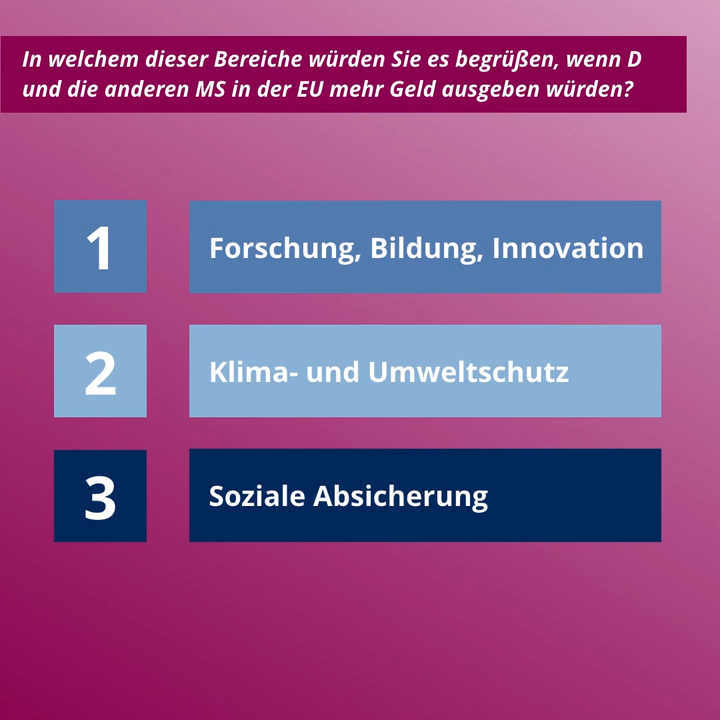 In welchem dieser Bereiche würden Sie es begrüßen, wenn D
und die anderen MS in der EU mehr Geld ausgeben würden?
1 Forschung, Bildung, Innovation
2 Klima- und Umweltschutz
3 Soziale Absicherung